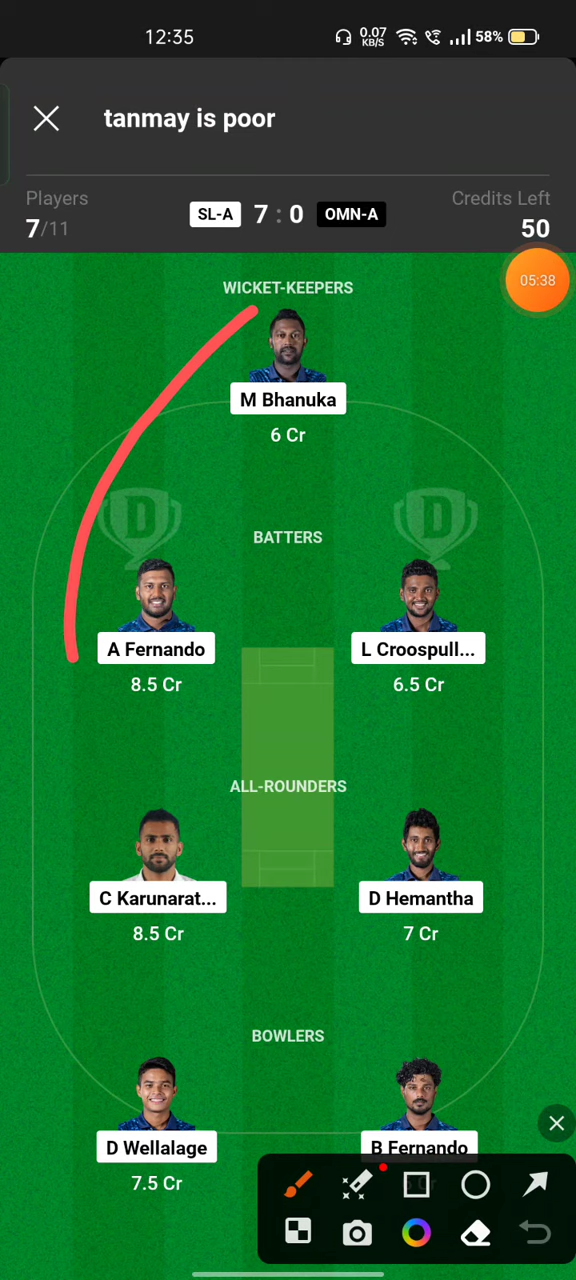 12:35
0.07
KB/S
58%
tanmay is poor
Players
Credits Left
7/11
SL-A 7 : 0 OMN-A
50
05:38
WICKET-KEEPERS
M Bhanuka
6 Cr
D D
BATTERS
A Fernando
L Croospull...
8.5 Cr
6.5 Cr
ALL-ROUNDERS
C Karunarat...
D Hemantha
8.5 Cr
7 Cr
BOWLERS
D Wellalage
B Fernando
7.5 Cr